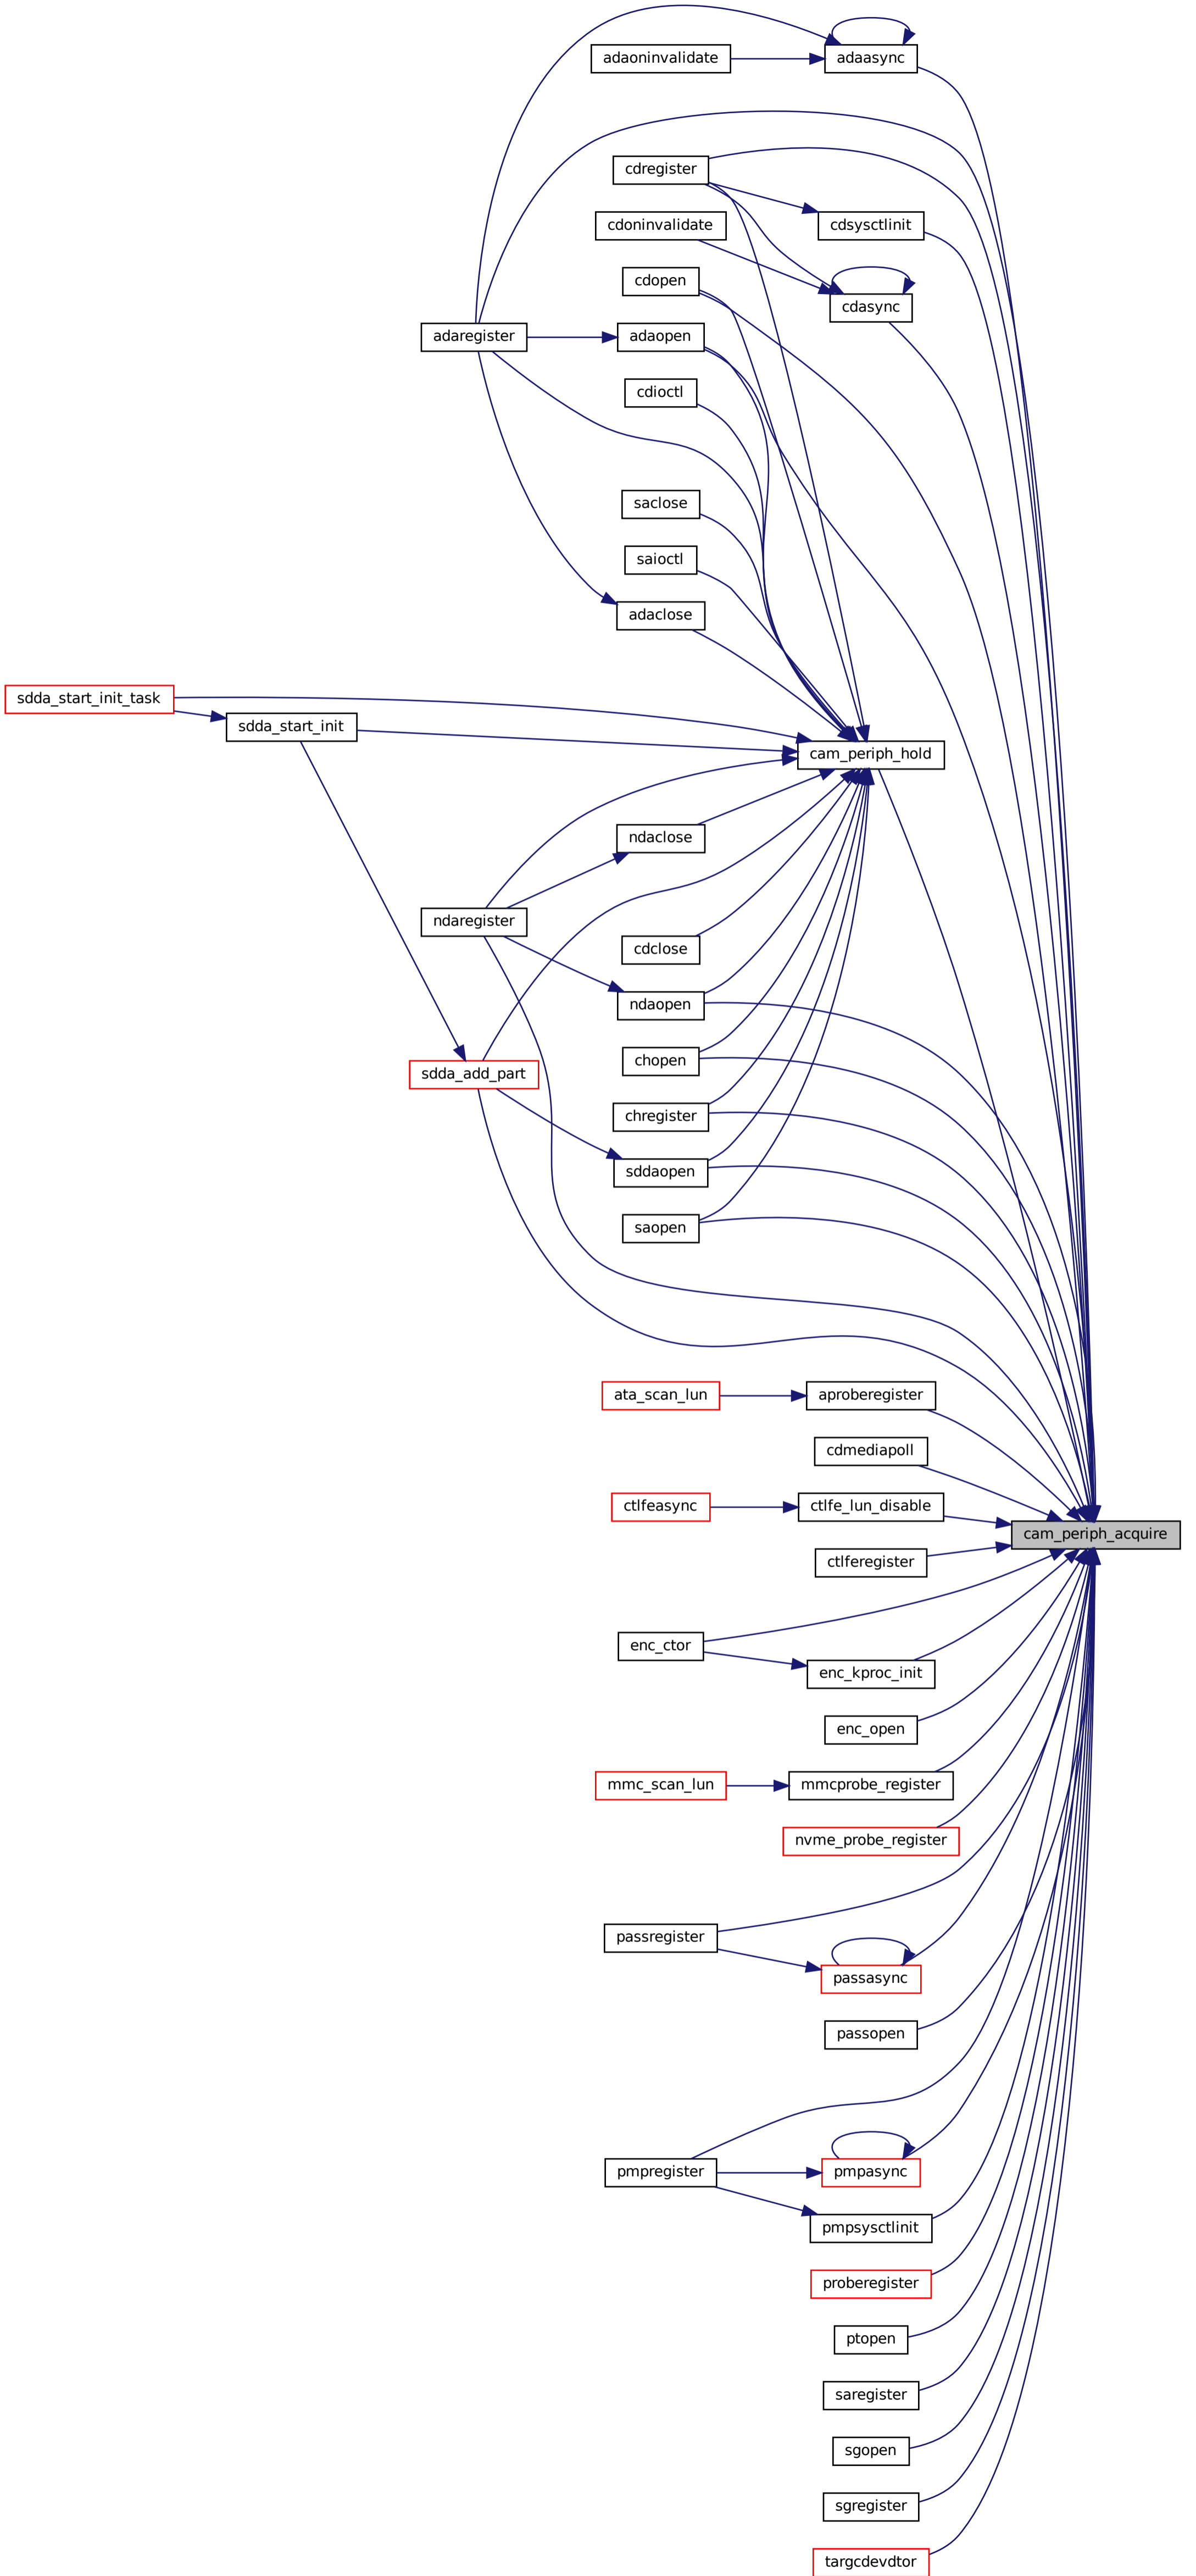 adaoninvalidate
adaasync
cdregister
cdoninvalidate
cdsysctlinit
cdopen
cdasync
adaregister
adaopen
cdioctl
saclose
saioctl
adaclose
sdda_start_init_task
sdda_start_init
cam_periph_hold
ndaclose
ndaregister
cdclose
ndaopen
chopen
sdda_add_part
chregister
sddaopen
saopen
ata_scan_lun
aproberegister
cdmediapoll
ctlfeasync
ctlfe_lun_disable
cam_periph_acquire
ctlferegister
enc_ctor
enc_kproc_init
enc_open
mmc_scan_lun
mmcprobe_register
nvme_probe_register
passregister
passasync
passopen
pmpregister
pmpasync
pmpsysctlinit
proberegister
ptopen
saregister
sgopen
sgregister
targcdevdtor